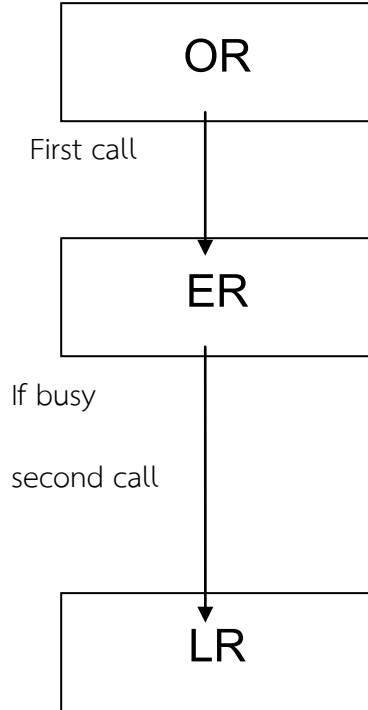 OR
First call
ER
If busy
second call
LR